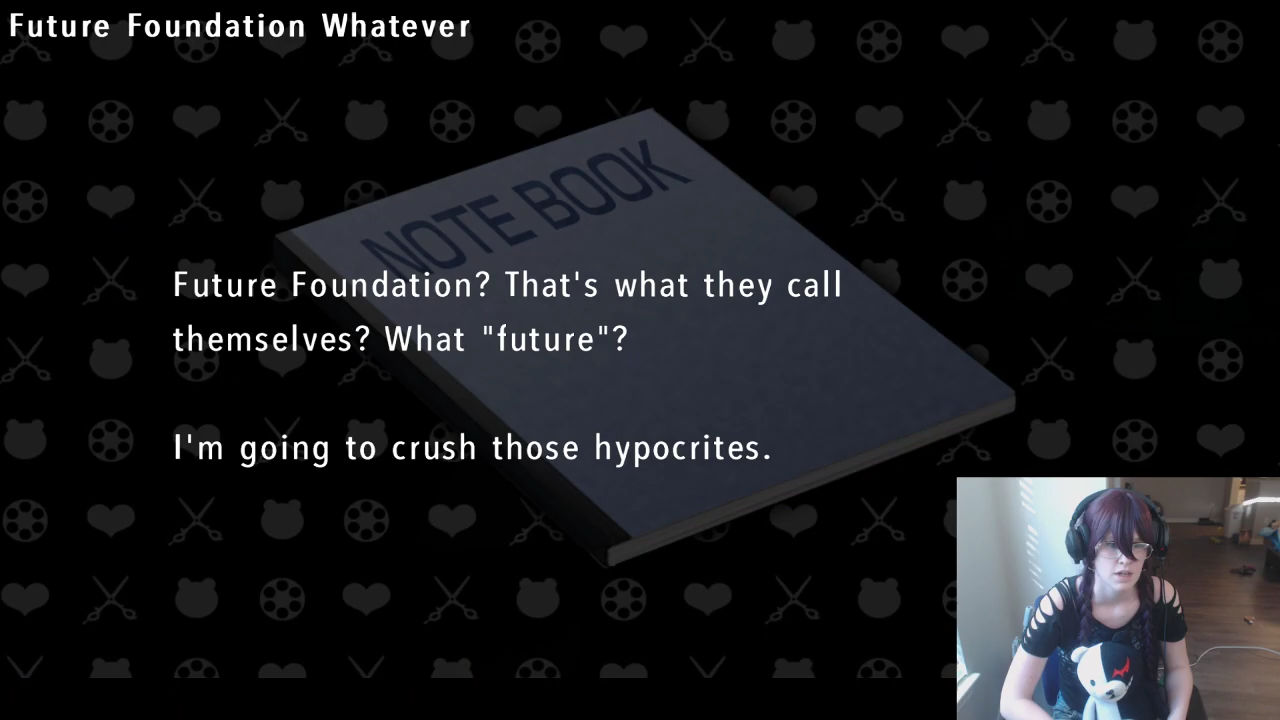 Future Foundation Whatever
NOTE BOOK
Future Foundation? That's what they call
themselves? What "future"?
I'm going to crush those hypocrites.